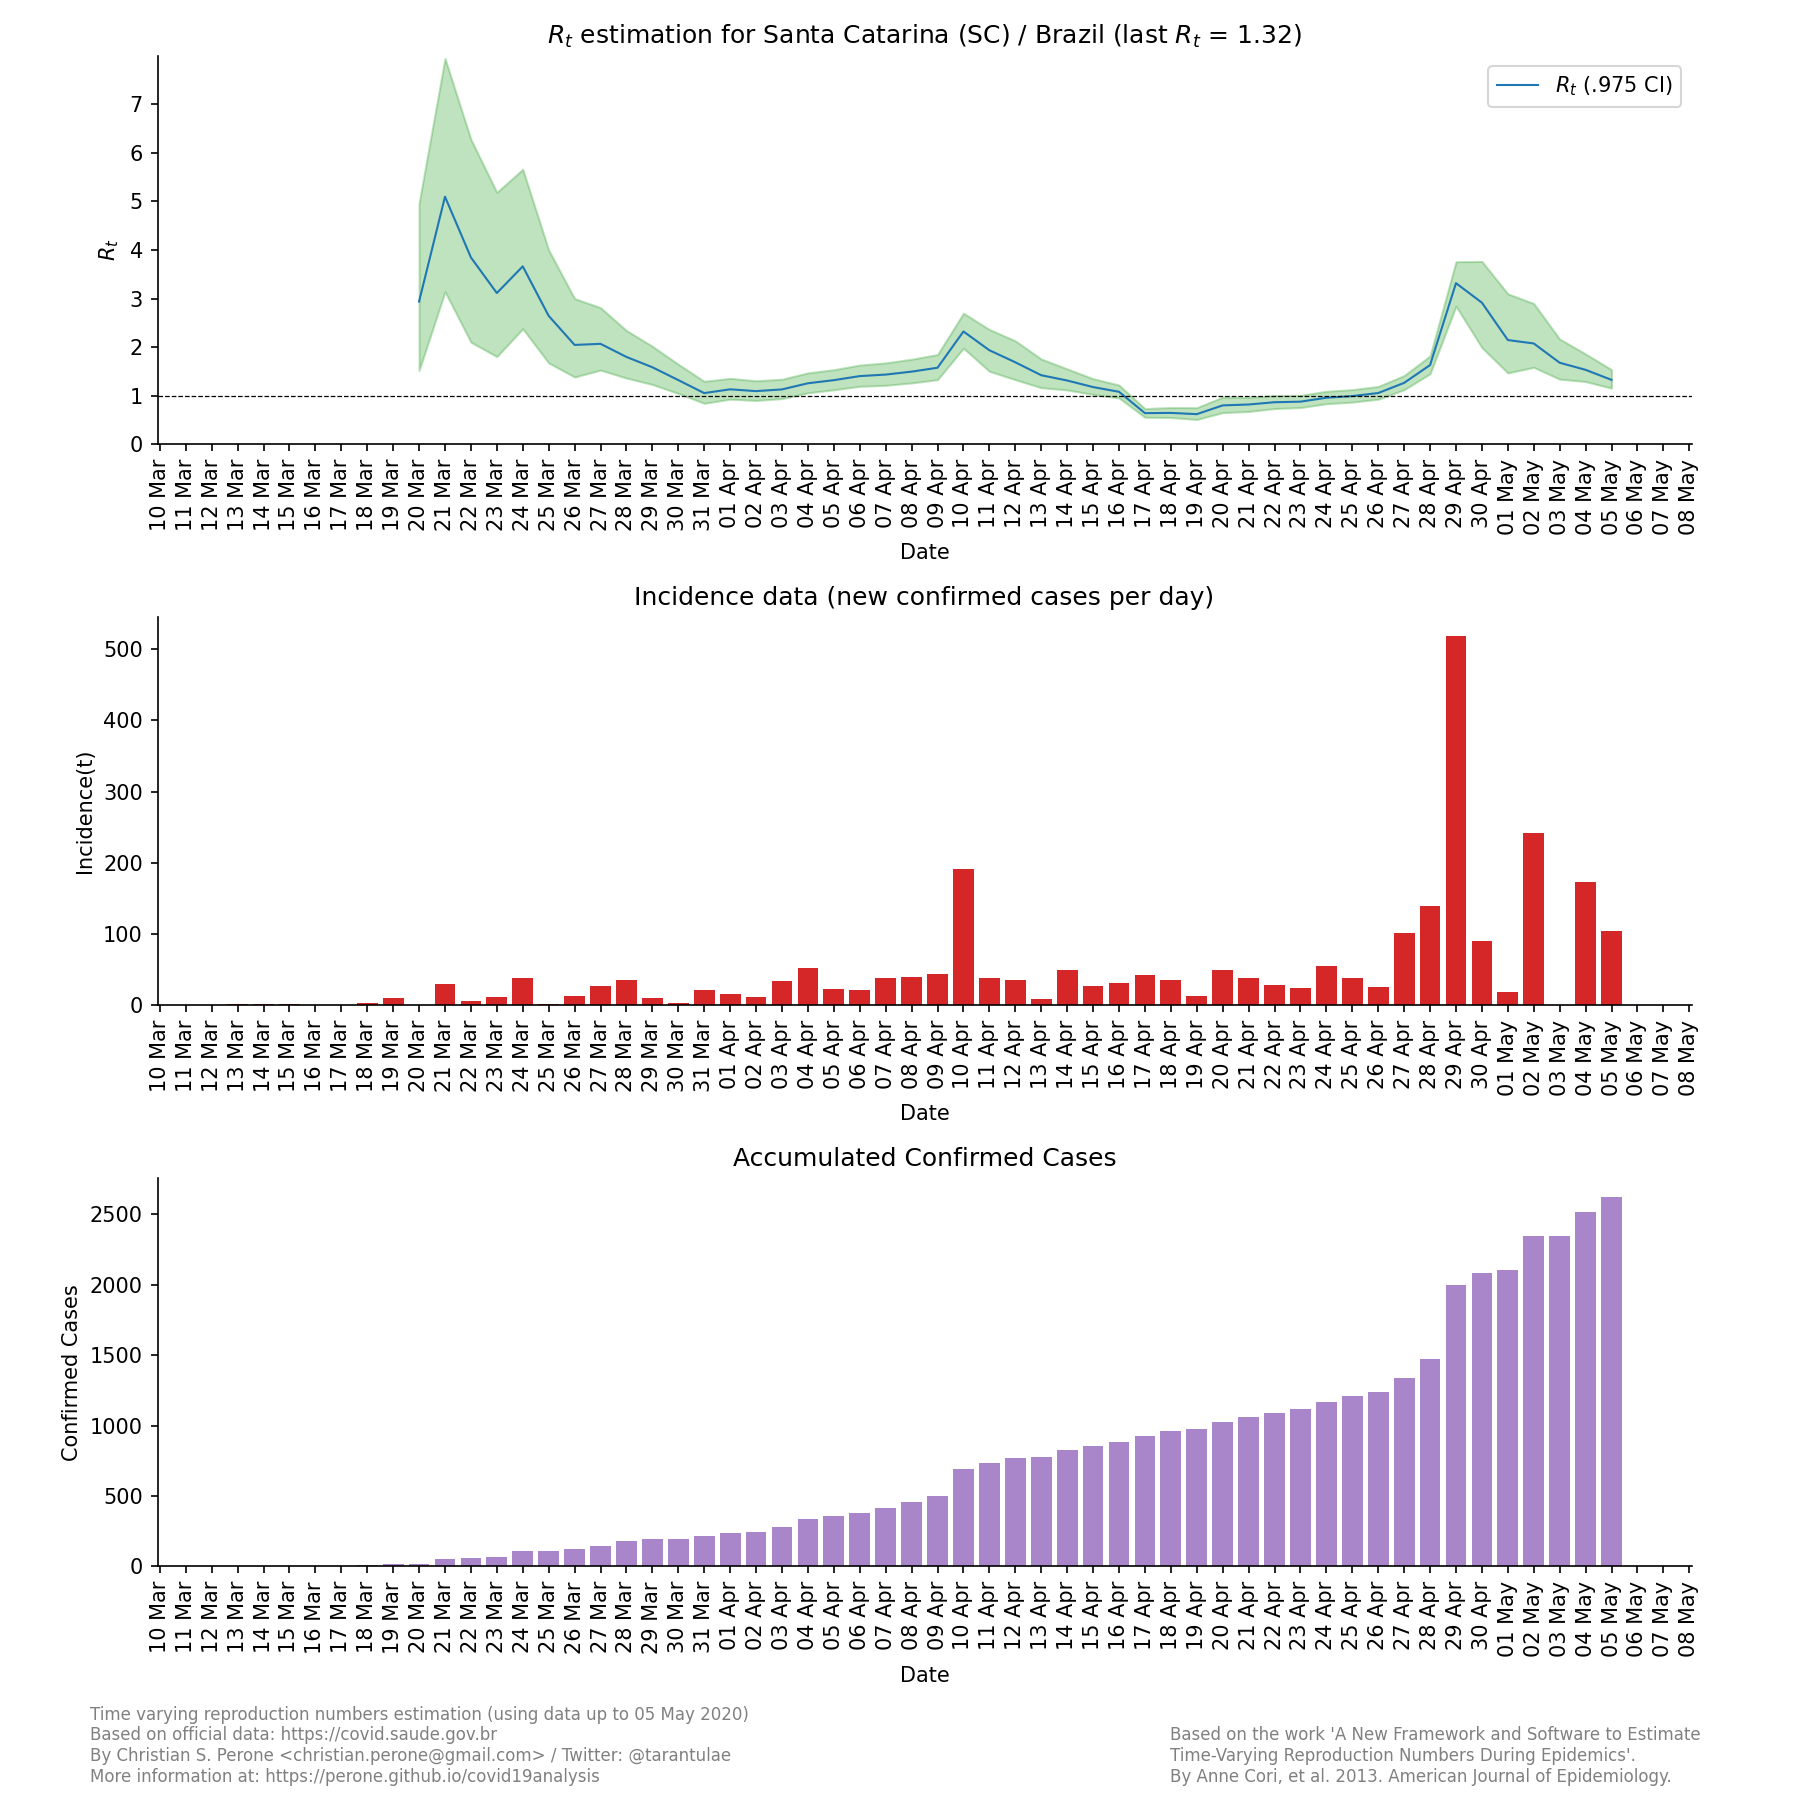 R_t estimation for Santa Catarina (SC) / Brazil (last R_t = 1.32)
R_t (.975 CI)
R_t
7
6
5
4
3
2
1
0
10 Mar
11 Mar
12 Mar
13 Mar
14 Mar
15 Mar
16 Mar
17 Mar
18 Mar
19 Mar
20 Mar
21 Mar
22 Mar
23 Mar
24 Mar
25 Mar
26 Mar
27 Mar
28 Mar
29 Mar
30 Mar
31 Mar
01 Apr
02 Apr
03 Apr
04 Apr
05 Apr
06 Apr
07 Apr
08 Apr
09 Apr
10 Apr
11 Apr
12 Apr
13 Apr
14 Apr
15 Apr
16 Apr
17 Apr
18 Apr
19 Apr
20 Apr
21 Apr
22 Apr
23 Apr
24 Apr
25 Apr
26 Apr
27 Apr
28 Apr
29 Apr
30 Apr
01 May
02 May
03 May
04 May
05 May
06 May
07 May
08 May
Date
Incidence data (new confirmed cases per day)
Incidence(t)
500
400
300
200
100
0
10 Mar
11 Mar
12 Mar
13 Mar
14 Mar
15 Mar
16 Mar
17 Mar
18 Mar
19 Mar
20 Mar
21 Mar
22 Mar
23 Mar
24 Mar
25 Mar
26 Mar
27 Mar
28 Mar
29 Mar
30 Mar
31 Mar
01 Apr
02 Apr
03 Apr
04 Apr
05 Apr
06 Apr
07 Apr
08 Apr
09 Apr
10 Apr
11 Apr
12 Apr
13 Apr
14 Apr
15 Apr
16 Apr
17 Apr
18 Apr
19 Apr
20 Apr
21 Apr
22 Apr
23 Apr
24 Apr
25 Apr
26 Apr
27 Apr
28 Apr
29 Apr
30 Apr
01 May
02 May
03 May
04 May
05 May
06 May
07 May
08 May
Date
Accumulated Confirmed Cases
Confirmed Cases
2500
2000
1500
1000
500
0
10 Mar
11 Mar
12 Mar
13 Mar
14 Mar
15 Mar
16 Mar
17 Mar
18 Mar
19 Mar
20 Mar
21 Mar
22 Mar
23 Mar
24 Mar
25 Mar
26 Mar
27 Mar
28 Mar
29 Mar
30 Mar
31 Mar
01 Apr
02 Apr
03 Apr
04 Apr
05 Apr
06 Apr
07 Apr
08 Apr
09 Apr
10 Apr
11 Apr
12 Apr
13 Apr
14 Apr
15 Apr
16 Apr
17 Apr
18 Apr
19 Apr
20 Apr
21 Apr
22 Apr
23 Apr
24 Apr
25 Apr
26 Apr
27 Apr
28 Apr
29 Apr
30 Apr
01 May
02 May
03 May
04 May
05 May
06 May
07 May
08 May
Date
Time varying reproduction numbers estimation (using data up to 05 May 2020)
Based on official data: https://covid.saude.gov.br
By Christian S. Perone <christian.perone@gmail.com> / Twitter: @tarantulae
More information at: https://perone.github.io/covid19analysis
Based on the work 'A New Framework and Software to Estimate
Time-Varying Reproduction Numbers During Epidemics'.
By Anne Cori, et al. 2013. American Journal of Epidemiology.